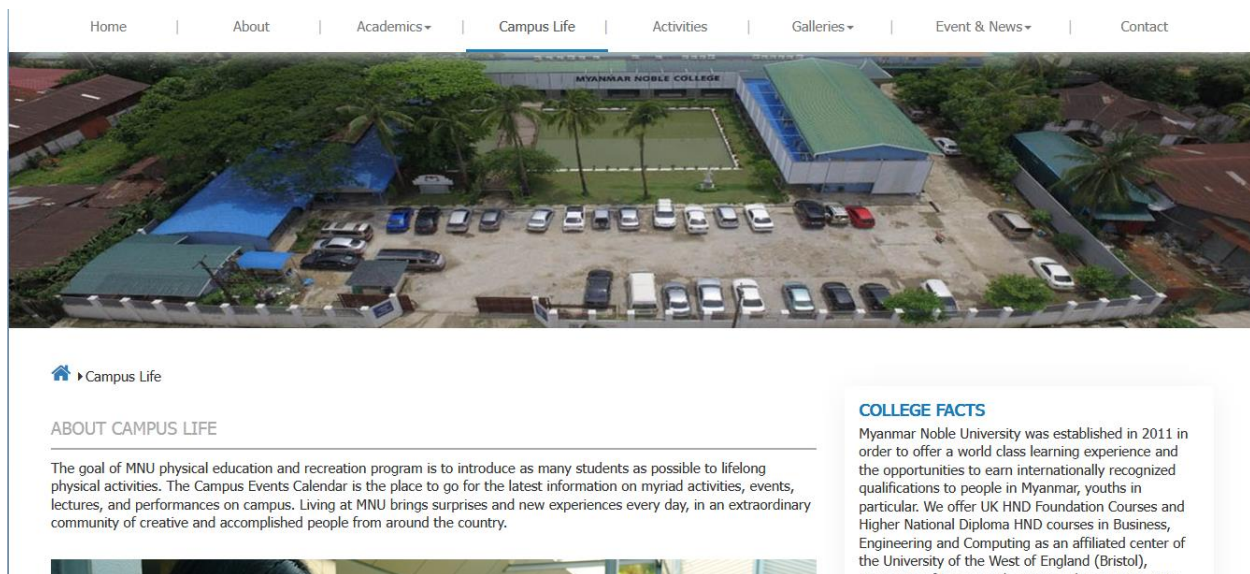 Home | About | Academics | Campus Life | Activities | Galleries | Event & News | Contact
MYANMAR NOBLE COLLEGE
Campus Life
ABOUT CAMPUS LIFE
The goal of MNU physical education and recreation program is to introduce as many students as possible to lifelong
physical activities. The Campus Events Calendar is the place to go for the latest information on myriad activities, events,
lectures, and performances on campus. Living at MNU brings surprises and new experiences every day, in an extraordinary
community of creative and accomplished people from around the country.
COLLEGE FACTS
Myanmar Noble University was established in 2011 in
order to offer a world class learning experience and
the opportunities to earn internationally recognized
qualifications to people in Myanmar, youths in
particular. We offer UK HND Foundation Courses and
Higher National Diploma HND courses in Business,
Engineering and Computing as an affiliated center of
the University of the West of England (Bristol),